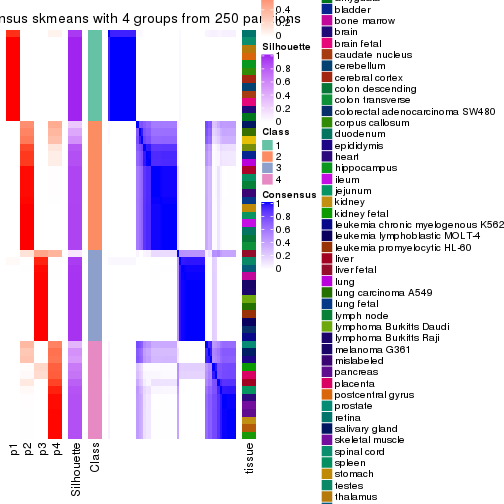 nsus skmeans with 4 groups from 250 partitions
0.4
0.2
0
Silhouette
1
0.8
0.6
0.4
0.2
0
Class
1
2
3
4
Consensus
1
0.8
0.6
0.4
0.2
0
p1
p2
p3
p4
Silhouette
Class
tissue
bladder
bone marrow
brain
brain fetal
caudate nucleus
cerebellum
cerebral cortex
colon descending
colon transverse
colorectal adenocarcinoma SW480
corpus callosum
duodenum
epididymis
heart
hippocampus
ileum
jejunum
kidney
kidney fetal
leukemia chronic myelogenous K562
leukemia lymphoblastic MOLT-4
leukemia promyelocytic HL-60
liver
liver fetal
lung
lung carcinoma A549
lung fetal
lymph node
lymphoma Burkitts Daudi
lymphoma Burkitts Raji
melanoma G361
mislabeled
pancreas
placenta
postcentral gyrus
prostate
retina
salivary gland
skeletal muscle
spinal cord
spleen
stomach
testes
thalamus